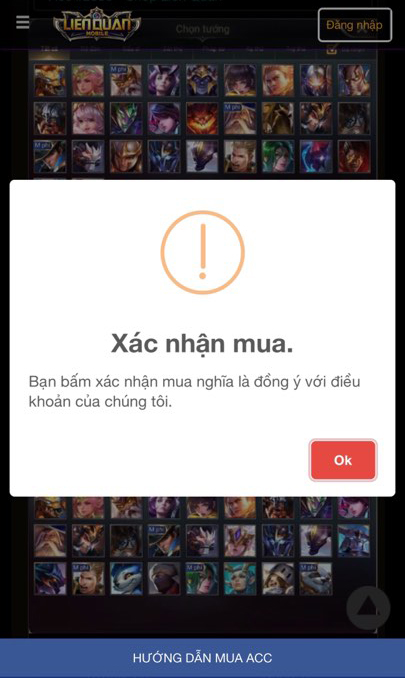 LIÊN QUÂN
MOBILE
Đăng nhập
Chọn tướng
Xác nhận mua.
Bạn bấm xác nhận mua nghĩa là đồng ý với điều
khoản của chúng tôi.
Ok
HƯỚNG DẪN MUA ACC